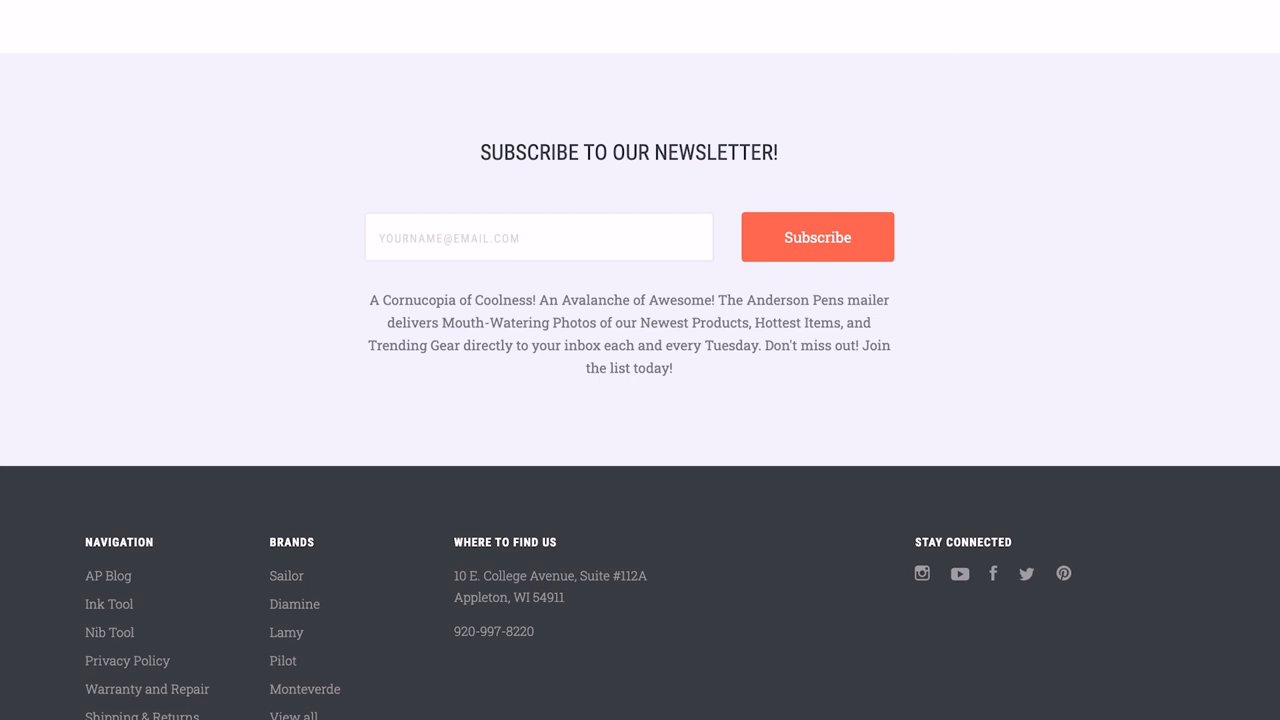 SUBSCRIBE TO OUR NEWSLETTER!
YOURNAME@EMAIL.COM
Subscribe
A Cornucopia of Coolness! An Avalanche of Awesome! The Anderson Pens mailer
delivers Mouth-Watering Photos of our Newest Products, Hottest Items, and
Trending Gear directly to your inbox each and every Tuesday. Don't miss out! Join
the list today!
NAVIGATION
AP Blog
Ink Tool
Nib Tool
Privacy Policy
Warranty and Repair
Shipping & Returns
BRANDS
Sailor
Diamine
Lamy
Pilot
Monteverde
View all
WHERE TO FIND US
10 E. College Avenue, Suite #112A
Appleton, WI 54911
920-997-8220
STAY CONNECTED